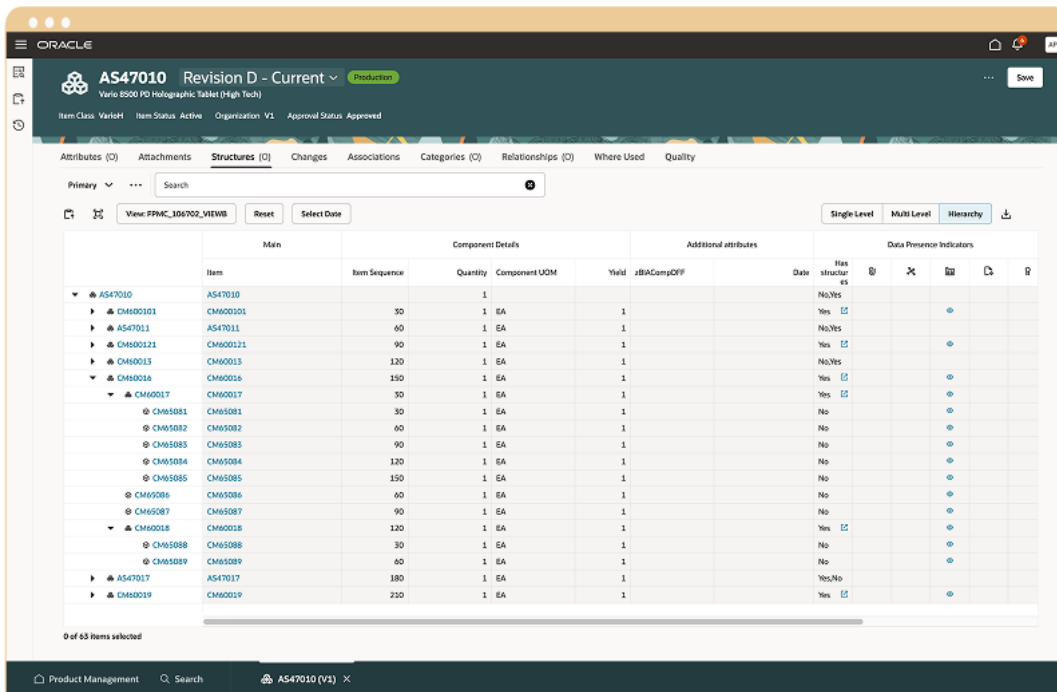 ORACLE
6
AP
AS47010 Revision D - Current Production
Save
Vario 8500 PD Holographic Tablet (High Tech)
Item Class VarioH Item Status Active Organization V1 Approval Status Approved
Attributes (0) Attachments Structures (0) Changes Associations Categories (0) Relationships (0) Where Used Quality
Primary Search
View: FPMC_106702_VIEWB Reset Select Date Single Level Multi Level Hierarchy
Main Component Details Additional attributes Data Presence Indicators
Item Item Sequence Quantity Component UOM Yield zBIACompDFF Date Has structures
AS47010 AS47010 1 No,Yes
CM600101 CM600101 30 1 EA 1 Yes
AS47011 AS47011 60 1 EA 1 No,Yes
CM600121 CM600121 90 1 EA 1 Yes
CM60013 CM60013 120 1 EA 1 No,Yes
CM60016 CM60016 150 1 EA 1 Yes
CM60017 CM60017 30 1 EA 1 Yes
CM65081 CM65081 30 1 EA 1 No
CM65082 CM65082 60 1 EA 1 No
CM65083 CM65083 90 1 EA 1 No
CM65084 CM65084 120 1 EA 1 No
CM65085 CM65085 150 1 EA 1 No
CM65086 CM65086 60 1 EA 1 No
CM65087 CM65087 90 1 EA 1 No
CM60018 CM60018 120 1 EA 1 Yes
CM65088 CM65088 30 1 EA 1 No
CM65089 CM65089 60 1 EA 1 No
AS47017 AS47017 180 1 EA 1 Yes,No
CM60019 CM60019 210 1 EA 1 Yes
0 of 63 items selected
Product Management Search AS47010 (V1)